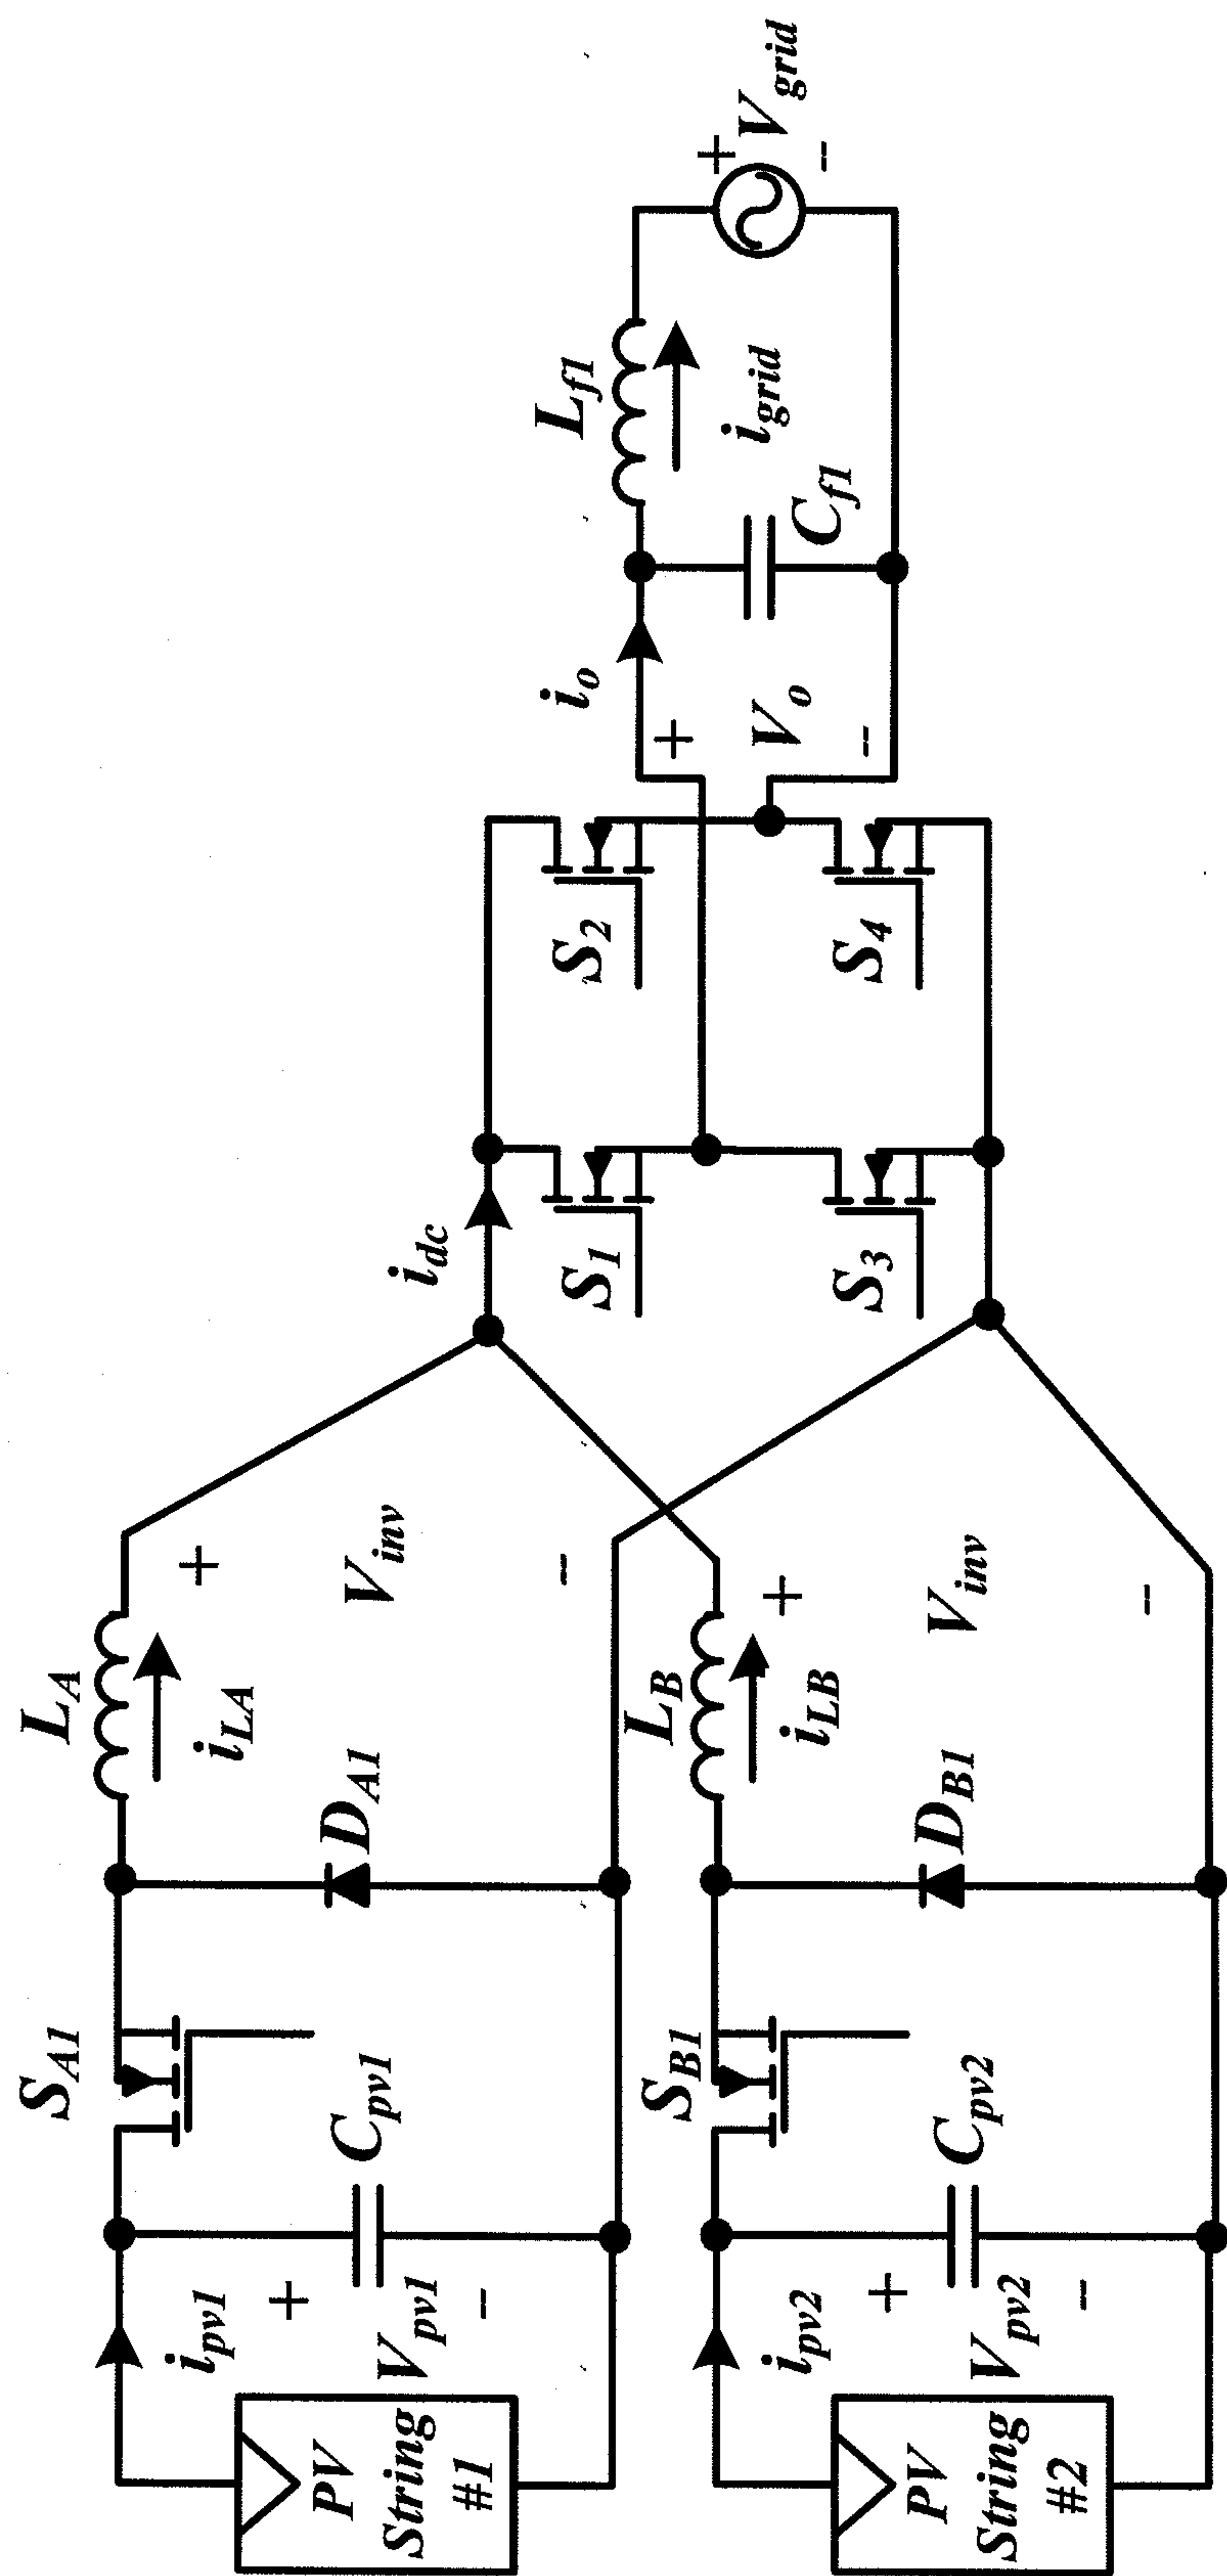 S_A1
L_A
i_pv1
+
V_pv1
--
C_pv1
PV
String
#1
D_A1
i_LA
+
V_inv
--
i_dc
S_1
S_2
S_3
S_4
i_o
+
V_o
--
L_f1
i_grid
C_f1
+
V_grid
--
S_B1
L_B
i_pv2
+
V_pv2
--
C_pv2
PV
String
#2
D_B1
i_LB
+
V_inv
--